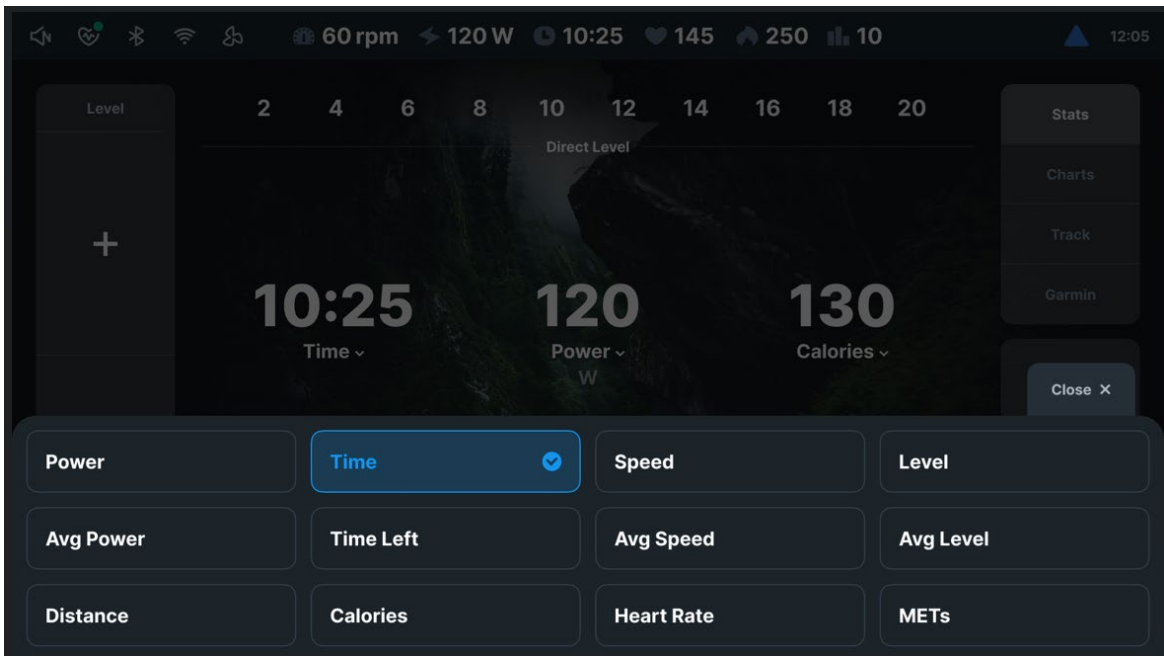 60 rpm 120 W 10:25 145 250 10 12:05
Level
2 4 6 8 10 12 14 16 18 20
Direct Level
Stats
Charts
Track
Garmin
+
10:25 120 130
Time Power Calories
W
Close X
Power Time Speed Level
Avg Power Time Left Avg Speed Avg Level
Distance Calories Heart Rate METs